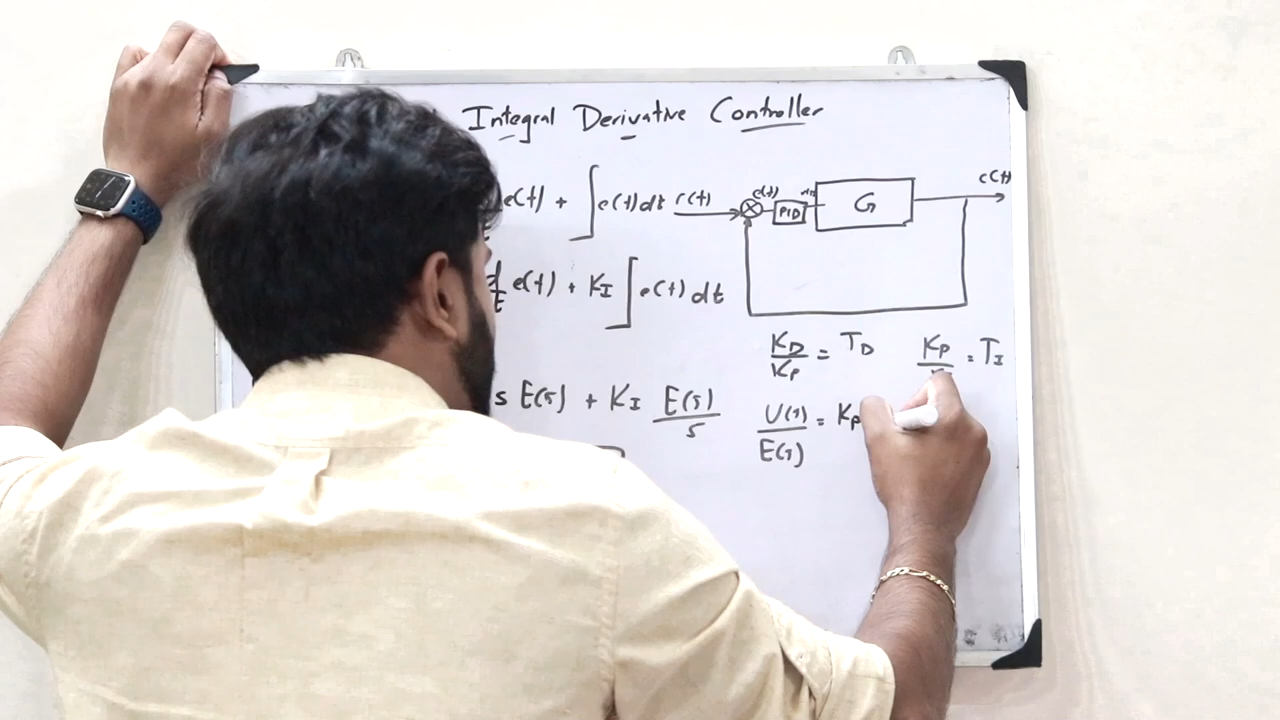 Integral Derivative Controller
e(t) + ∫ e(t)dt
r(t) e(t) PID G c(t)
d/t e(t) + KI ∫ e(t) dt
KD/KP = TD KP/ = TI
s E(s) + KI E(s)/s
U(s)/E(s) = KP